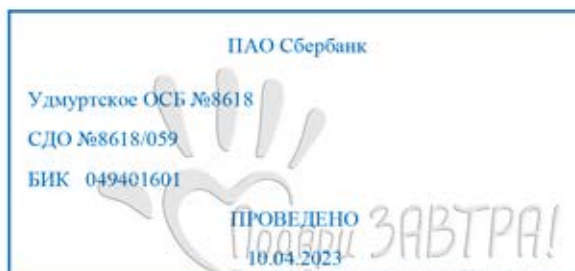 ПАО Сбербанк
Удмуртское ОСБ №8618
СДО №8618/059
БИК 049401601
ПРОВЕДЕНО
10.04.2023
Подари ЗАВТРА!